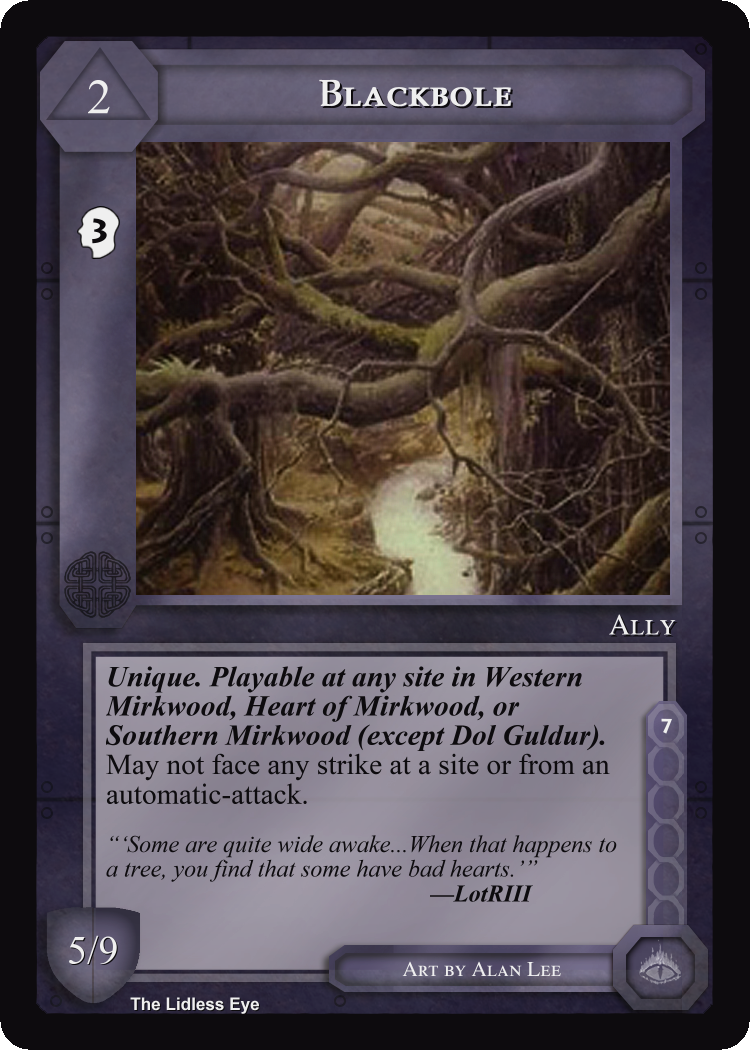 2
BLACKBOLE
3
ALLY
Unique. Playable at any site in Western
Mirkwood, Heart of Mirkwood, or
Southern Mirkwood (except Dol Guldur).
7
May not face any strike at a site or from an
automatic-attack.
“‘Some are quite wide awake...When that happens to
a tree, you find that some have bad hearts.’”
—LotRIII
5/9
ART BY ALAN LEE
The Lidless Eye